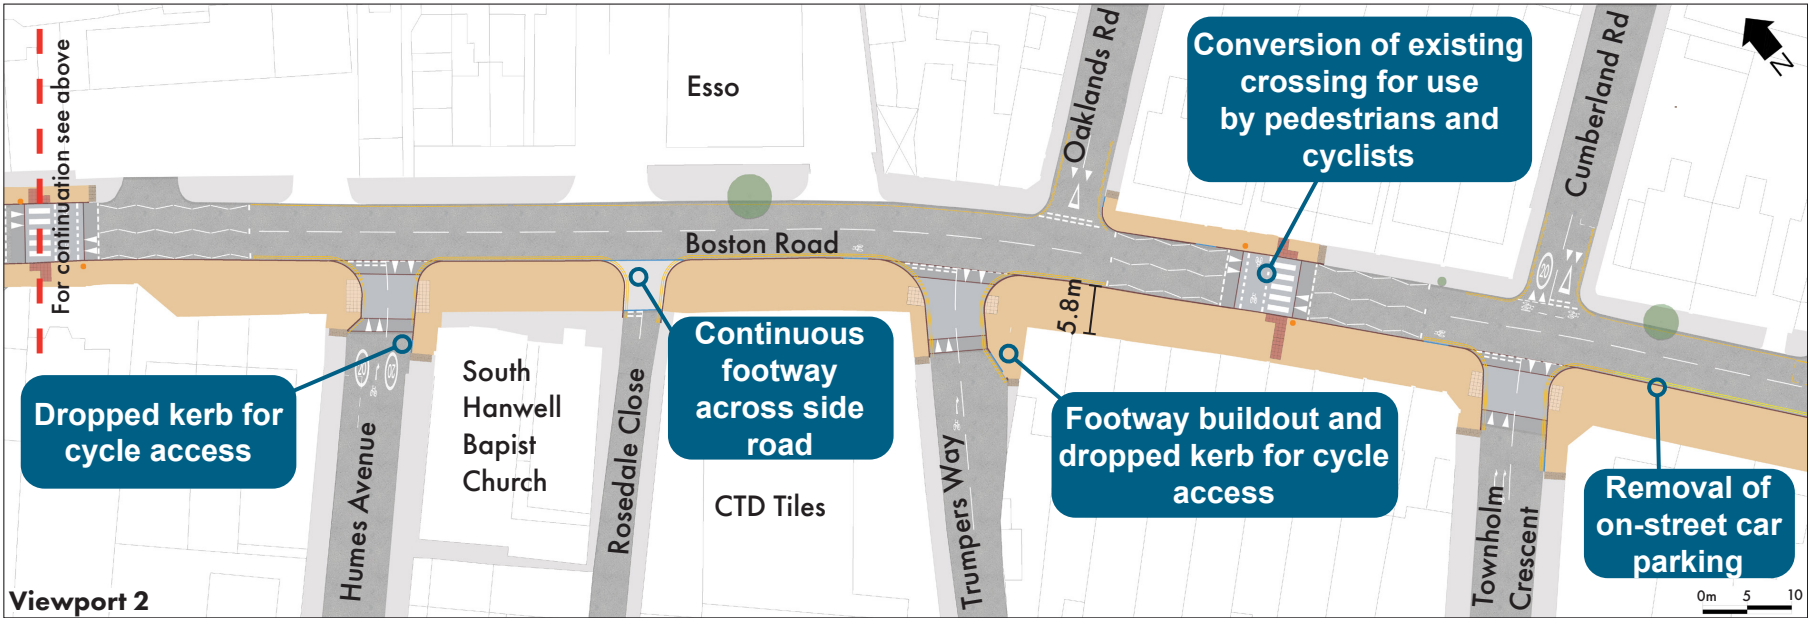 For continuation see above
Esso
Oaklands Rd
Conversion of existing
crossing for use
by pedestrians and
cyclists
Cumberland Rd
N
Boston Road
5.8m
Dropped kerb for
cycle access
Humes Avenue
South
Hanwell
Bapist
Church
Rosedale Close
Continuous
footway
across side
road
CTD Tiles
Trumpers Way
Footway buildout and
dropped kerb for cycle
access
Townholm
Crescent
Removal of
on-street car
parking
20
20
20
Viewport 2
0m 5 10